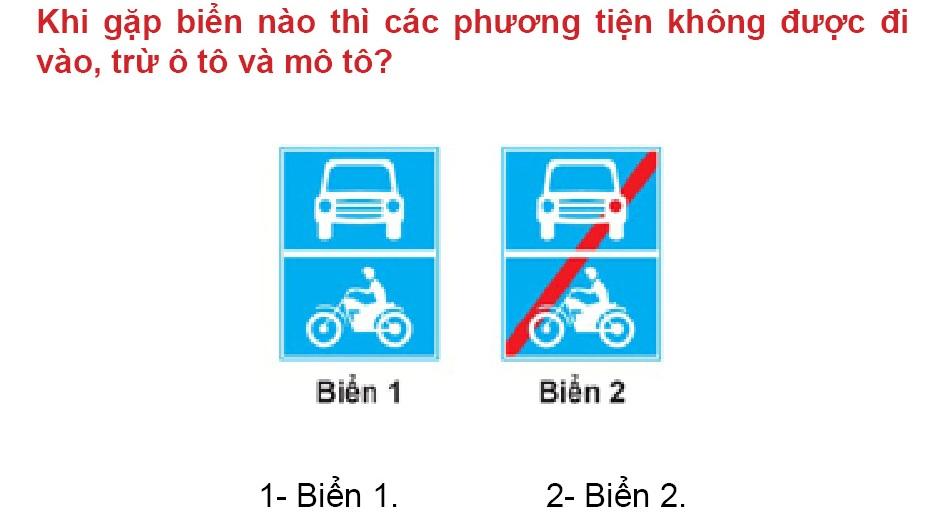 Khi gặp biển nào thì các phương tiện không được đi
vào, trừ ô tô và mô tô?
Biển 1
Biển 2
1- Biển 1.
2- Biển 2.